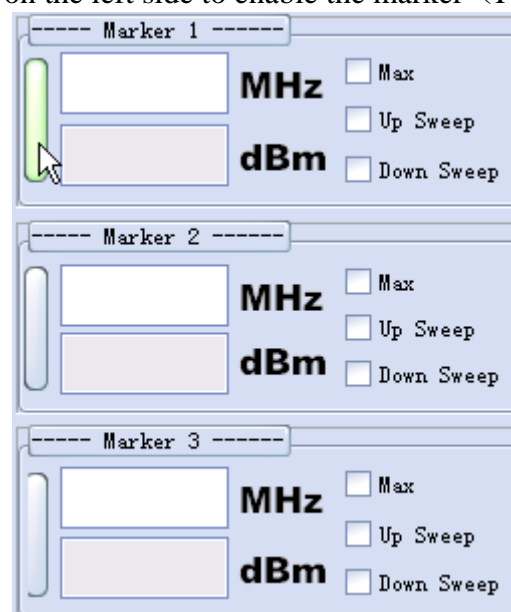 on the left side to enable the marker (
----- Marker 1 -----
MHz
Max
Up Sweep
dBm
Down Sweep
----- Marker 2 -----
MHz
Max
Up Sweep
dBm
Down Sweep
----- Marker 3 -----
MHz
Max
Up Sweep
dBm
Down Sweep